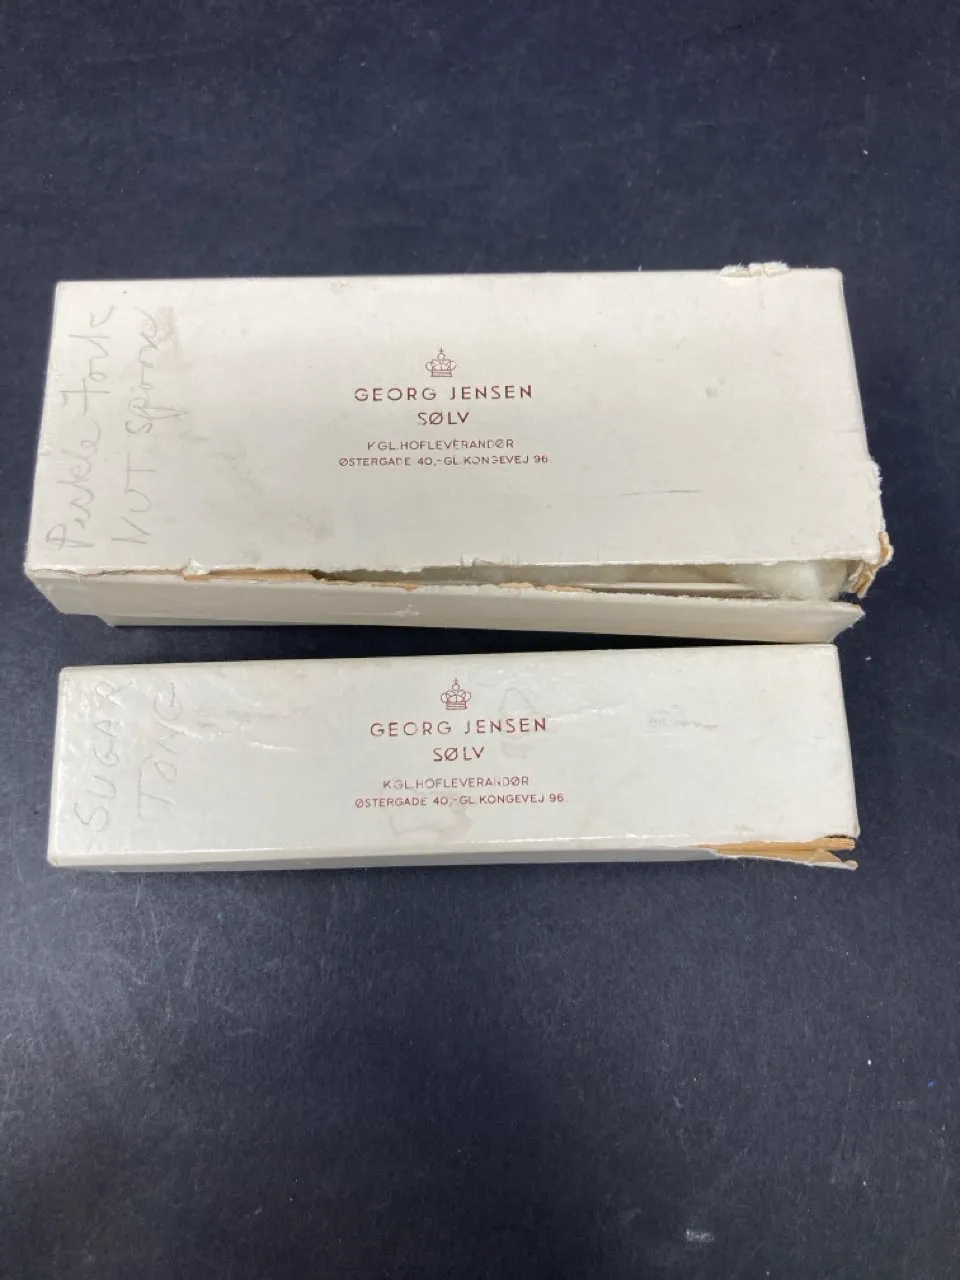 Pickle Fork
NUT Spoon
GEORG JENSEN
SØLV
KGL.HOFLEVERANDØR
ØSTERGADE 40,-GL.KONGEVEJ 96
SUGAR
TONG
GEORG JENSEN
SØLV
KGL.HOFLEVERANDØR
ØSTERGADE 40,-GL.KONGEVEJ 96